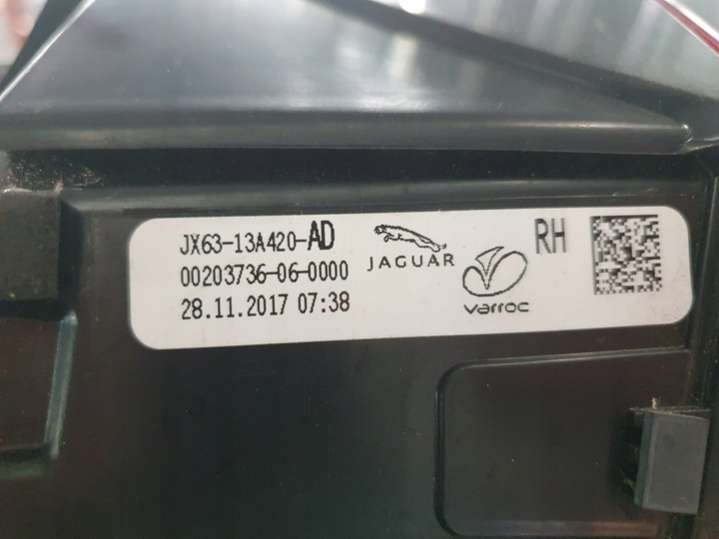 JX63-13A420-AD
00203736-06-0000
28.11.2017 07:38
JAGUAR
varroc
RH